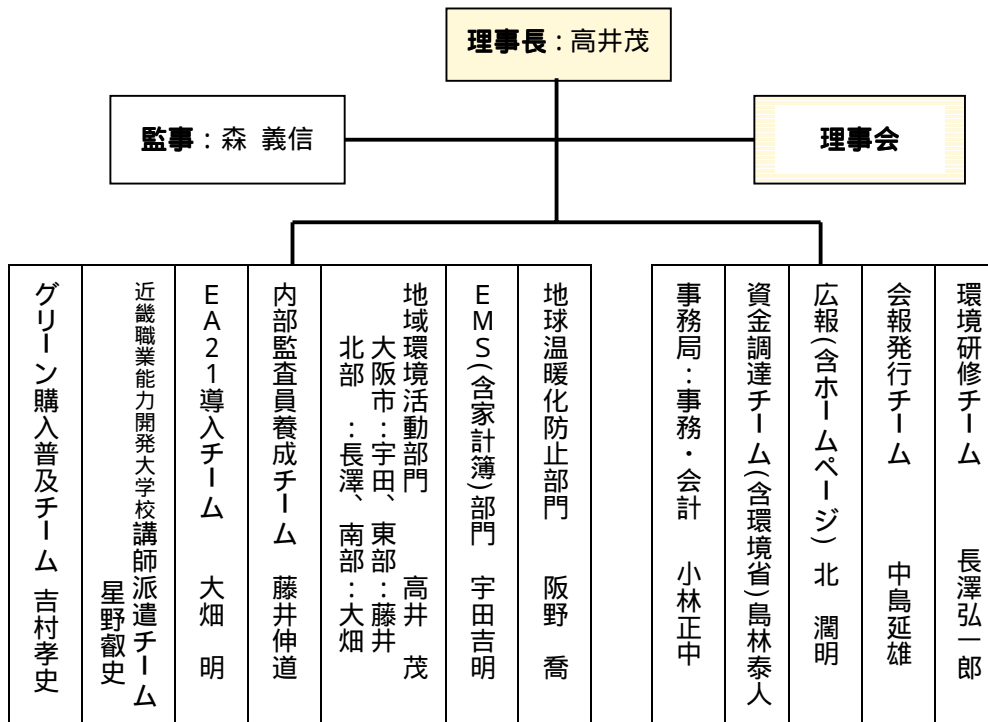 理事長：高井茂
監事：森 義信
理事会
グリーン購入普及チーム 吉村孝史
近畿職業能力開発大学校講師派遣チーム
星野叡史
EA21導入チーム 大畑 明
内部監査員養成チーム 藤井伸道
地域環境活動部門 高井 茂
大阪市：宇田、東部：藤井
北部 ：長澤、南部：大畑
EMS(含家計簿)部門 宇田吉明
地球温暖化防止部門 阪野 喬
事務局：事務・会計 小林正中
資金調達チーム(含環境省)島林泰人
広報(含ホームページ) 北 濶明
会報発行チーム 中島延雄
環境研修チーム 長澤弘一郎